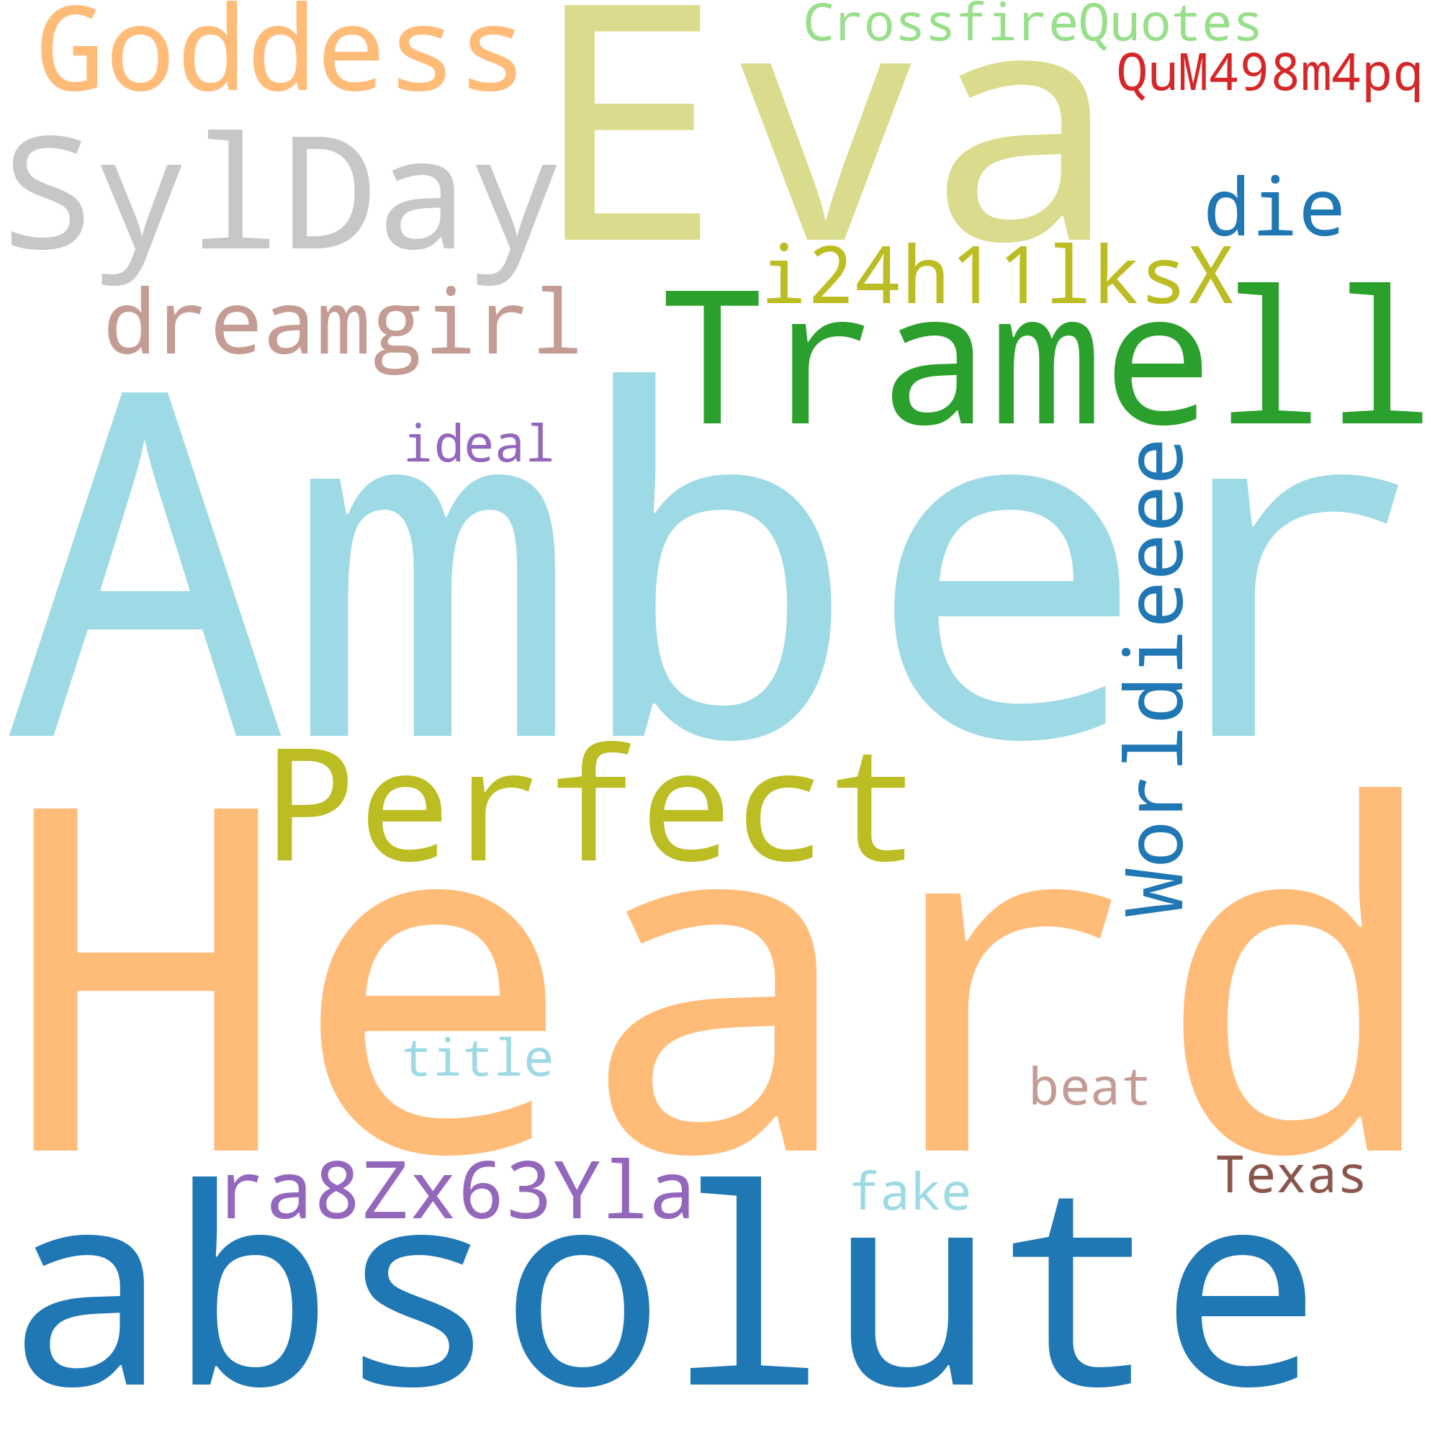 Goddess
Eva
CrossfireQuotes
QuM498m4pq
SylDay
die
i24h11lksX
dreamgirl
Tramell
ideal
Amber
Worldieeee
Perfect
Heard
title
beat
ra8Zx63Yla
fake
Texas
absolute